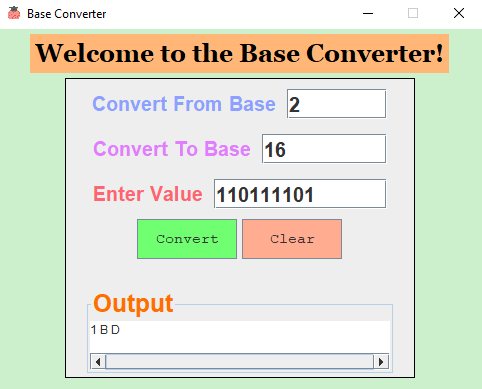 Base Converter
Welcome to the Base Converter!
Convert From Base 2
Convert To Base 16
Enter Value 110111101
Convert Clear
Output
1 B D